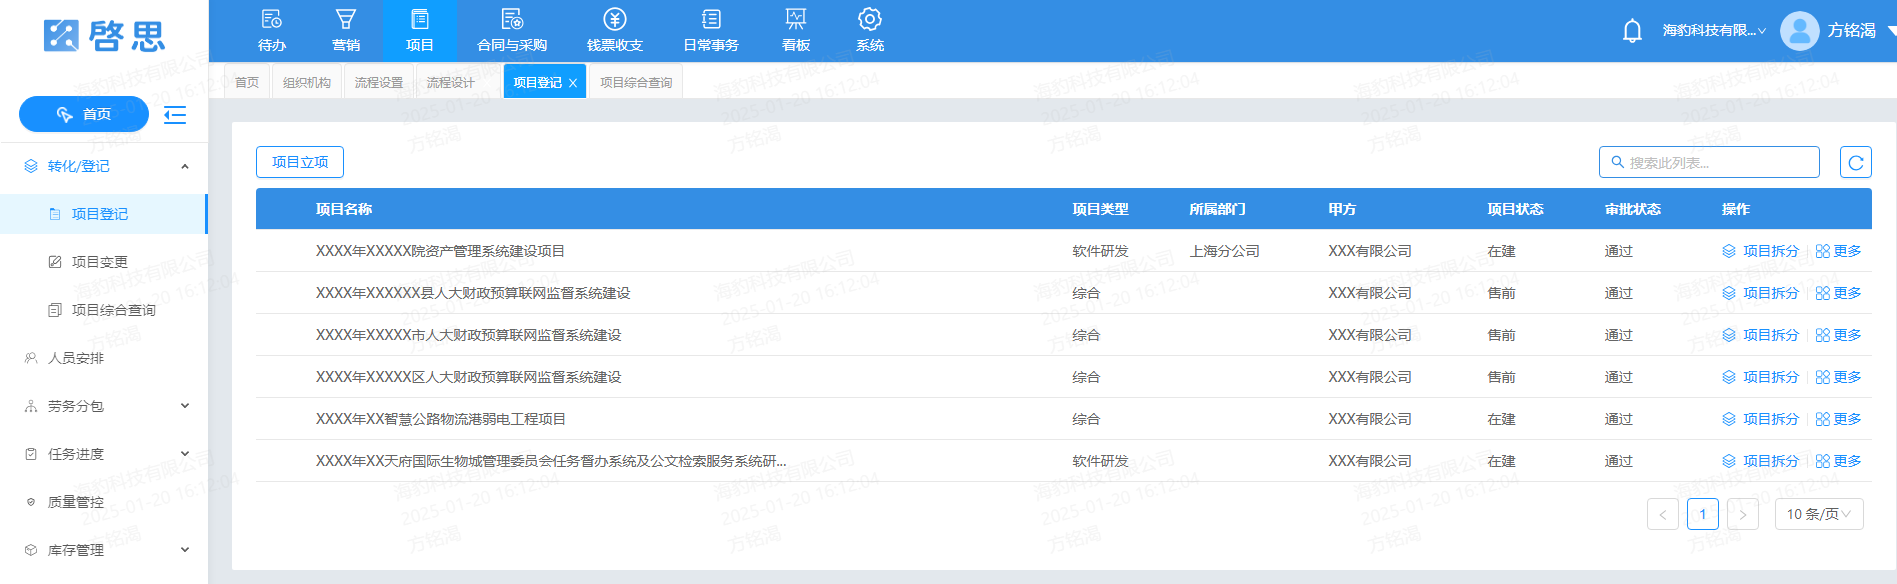 启思
待办 营销 项目 合同与采购 钱票收支 日常事务 看板 系统
海豹科技有限... 方铭渴
首页 组织机构 流程设置 流程设计 项目登记 X 项目综合查询
首页
转化/登记
项目登记
项目变更
项目综合查询
人员安排
劳务分包
任务进度
质量管控
库存管理
项目立项
搜索此列表...
项目名称 项目类型 所属部门 甲方 项目状态 审批状态 操作
XXXX年XXXXX院资产管理系统建设项目 软件研发 上海分公司 XXX有限公司 在建 通过 项目拆分 更多
XXXX年XXXXXX县人大财政预算联网监督系统建设 综合 XXX有限公司 售前 通过 项目拆分 更多
XXXX年XXXXX市人大财政预算联网监督系统建设 综合 XXX有限公司 售前 通过 项目拆分 更多
XXXX年XXXXX区人大财政预算联网监督系统建设 综合 XXX有限公司 售前 通过 项目拆分 更多
XXXX年XX智慧公路物流港弱电工程项目 综合 XXX有限公司 在建 通过 项目拆分 更多
XXXX年XX天府国际生物城管理委员会任务督办系统及公文检索服务系统研... 软件研发 XXX有限公司 在建 通过 项目拆分 更多
< 1 > 10 条/页
海豹科技有限公司
2025-01-20 16:12:04
方铭渴